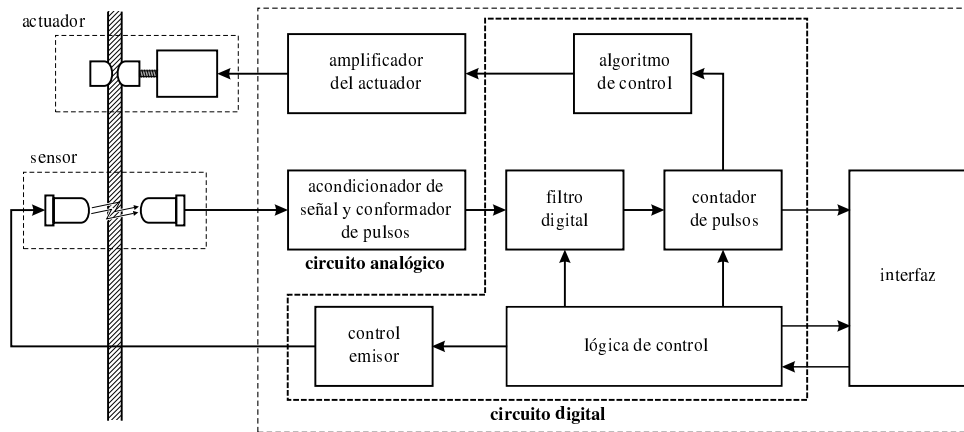 actuador
amplificador
del actuador
algoritmo
de control
sensor
acondicionador de
señal y conformador
de pulsos
filtro
digital
contador
de pulsos
circuito analógico
interfaz
control
emisor
lógica de control
circuito digital